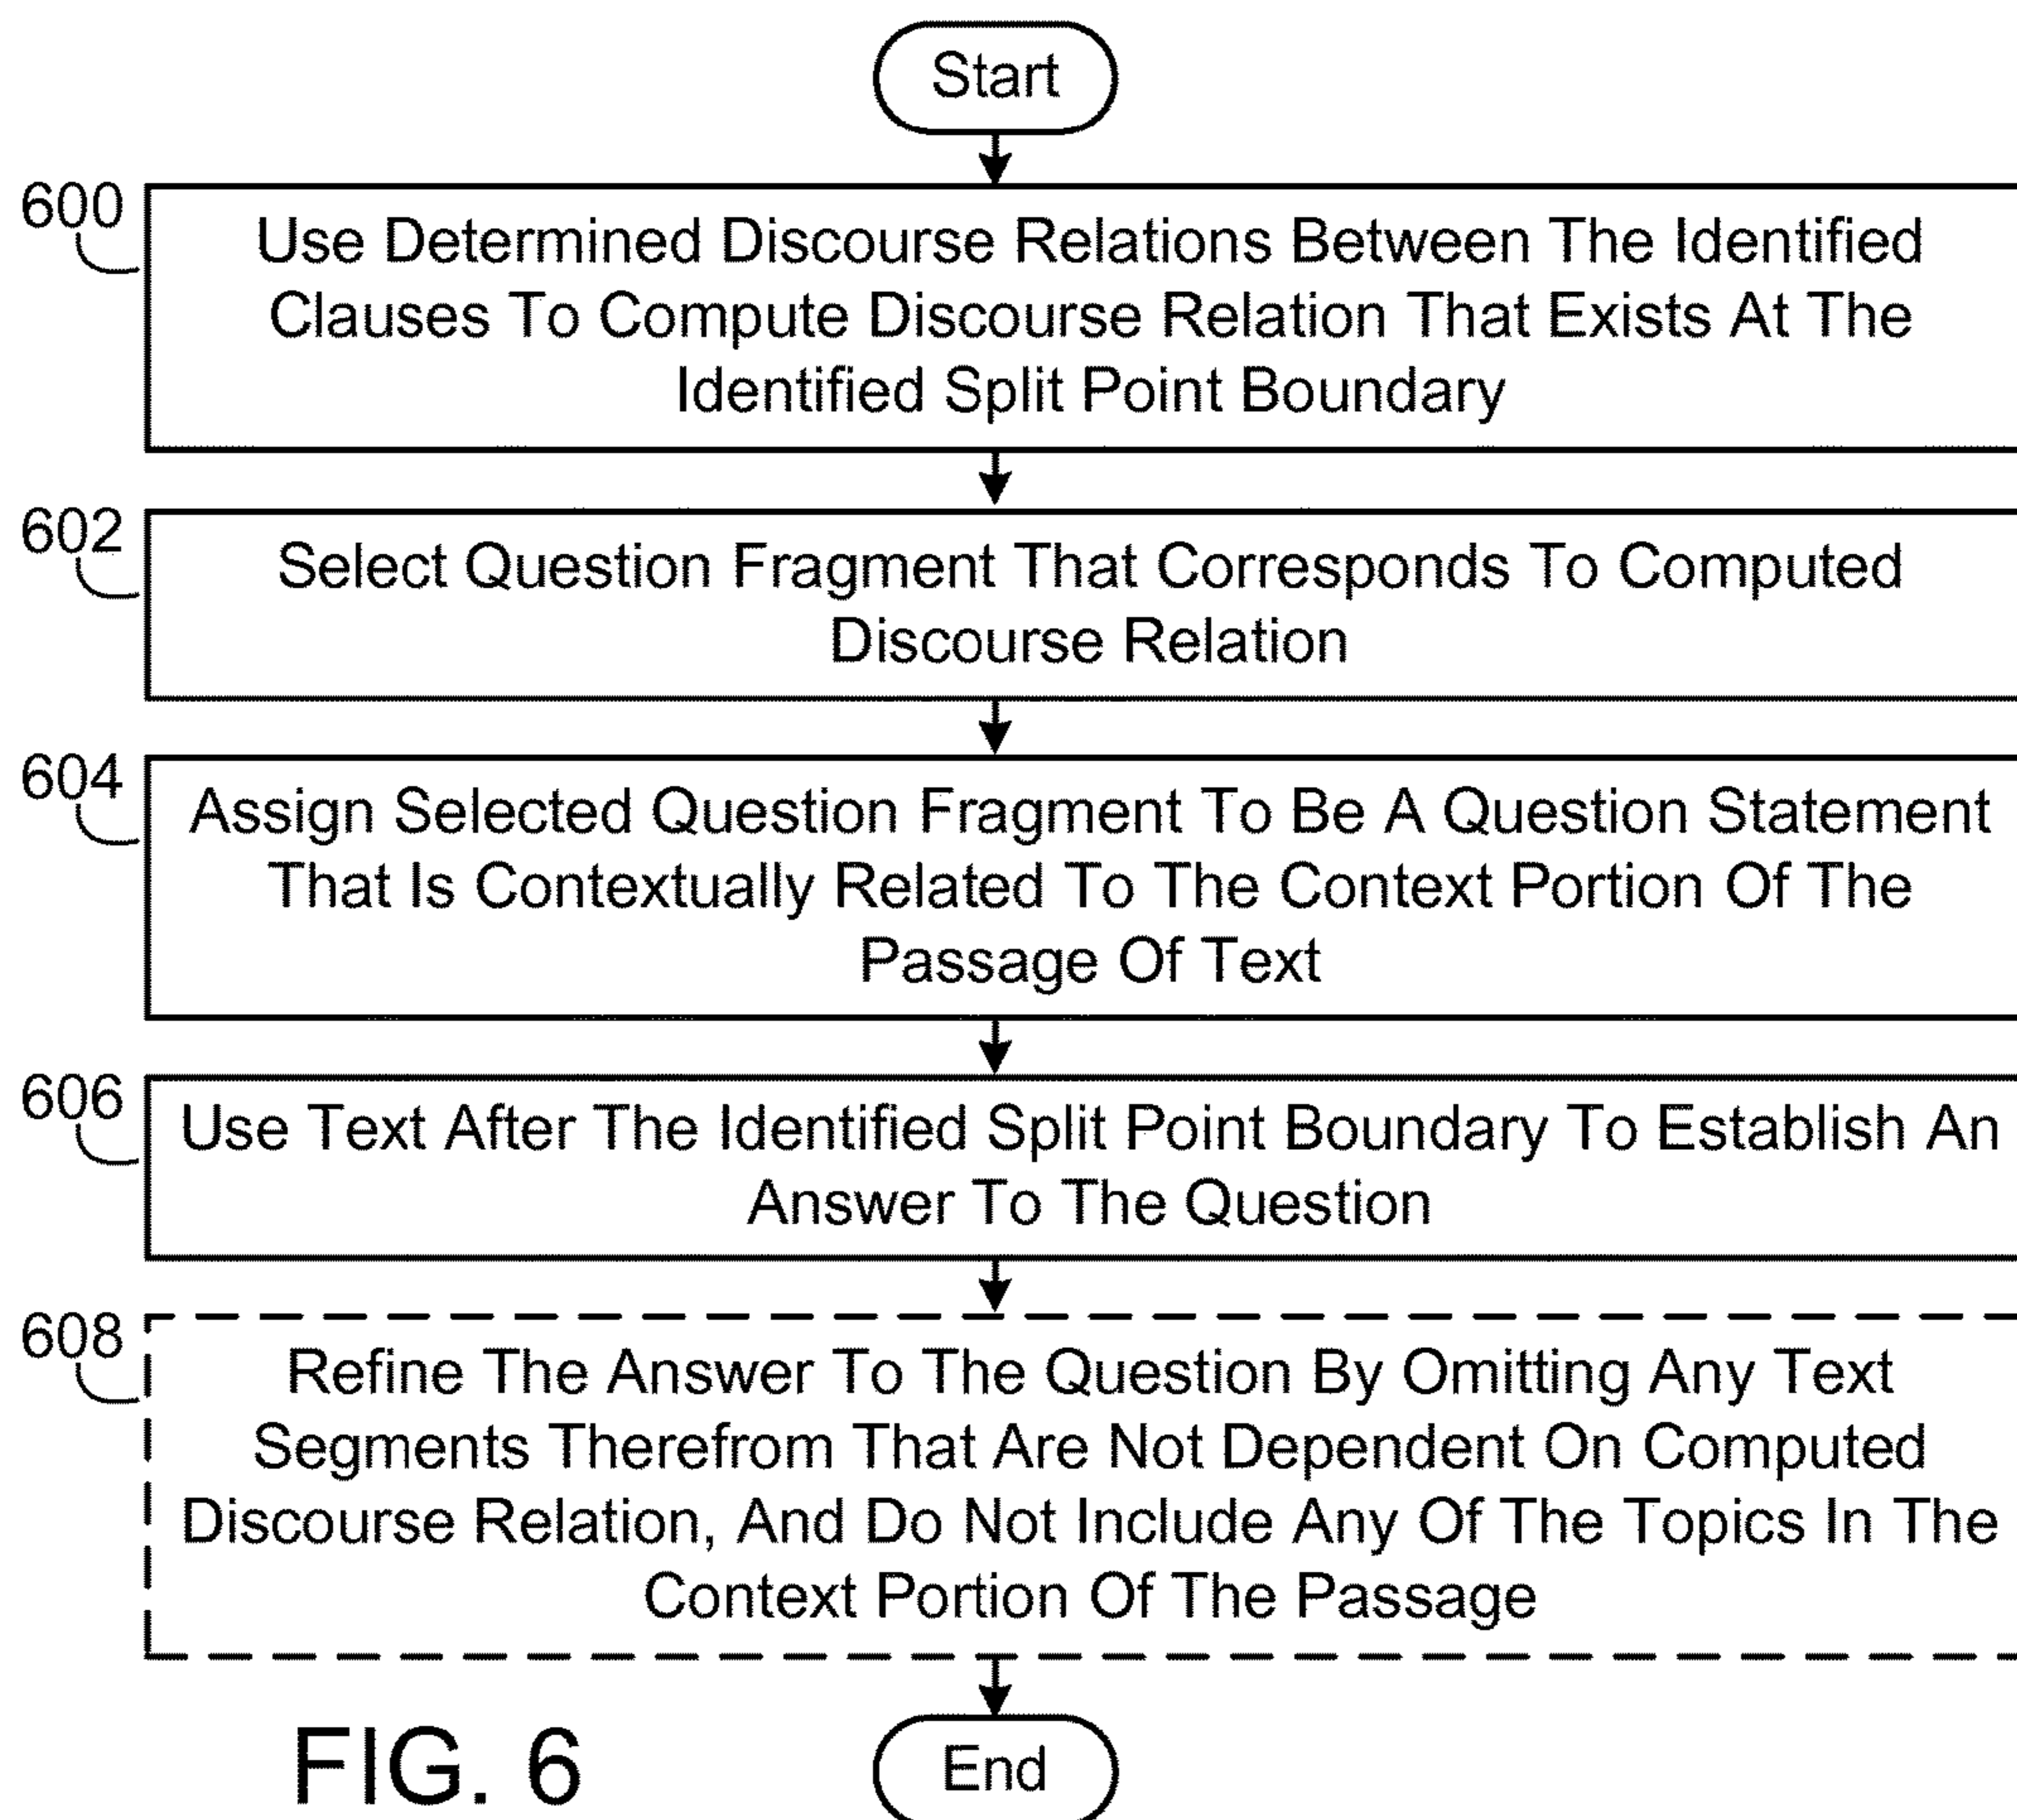 Start
600
Use Determined Discourse Relations Between The Identified
Clauses To Compute Discourse Relation That Exists At The
Identified Split Point Boundary
602
Select Question Fragment That Corresponds To Computed
Discourse Relation
604
Assign Selected Question Fragment To Be A Question Statement
That Is Contextually Related To The Context Portion Of The
Passage Of Text
606
Use Text After The Identified Split Point Boundary To Establish An
Answer To The Question
608
Refine The Answer To The Question By Omitting Any Text
Segments Therefrom That Are Not Dependent On Computed
Discourse Relation, And Do Not Include Any Of The Topics In The
Context Portion Of The Passage
End
FIG. 6